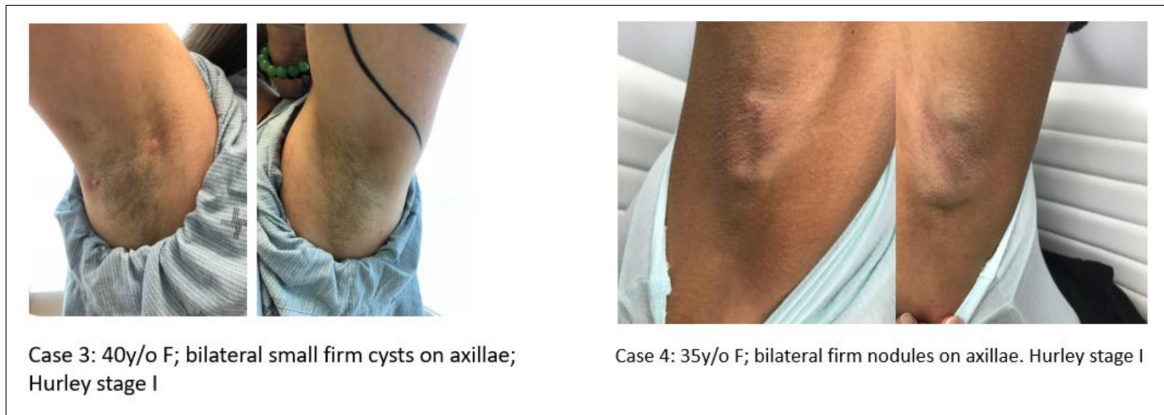 Case 3: 40y/o F; bilateral small firm cysts on axillae;
Hurley stage I
Case 4: 35y/o F; bilateral firm nodules on axillae. Hurley stage I